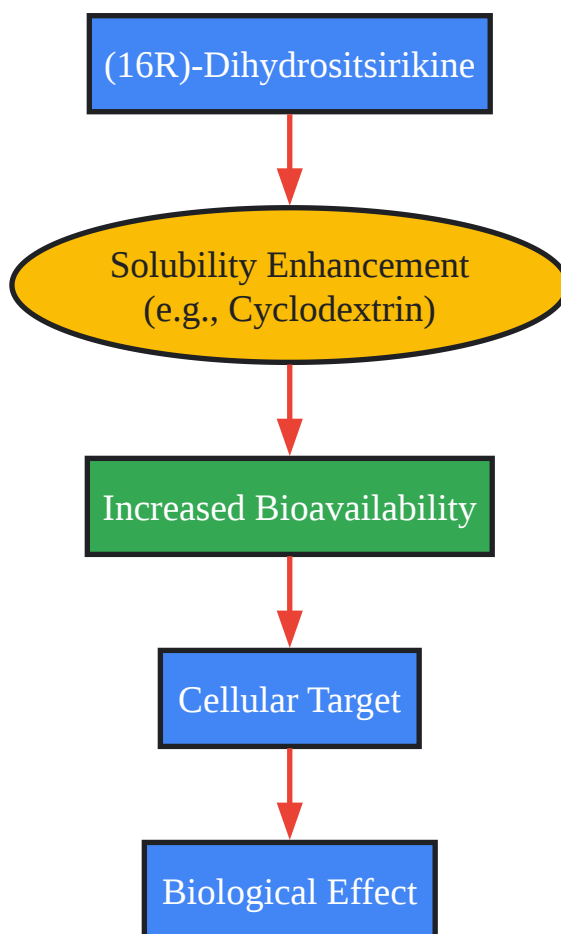 (16R)-Dihydrositsirikine
Solubility Enhancement
(e.g., Cyclodextrin)
Increased Bioavailability
Cellular Target
Biological Effect